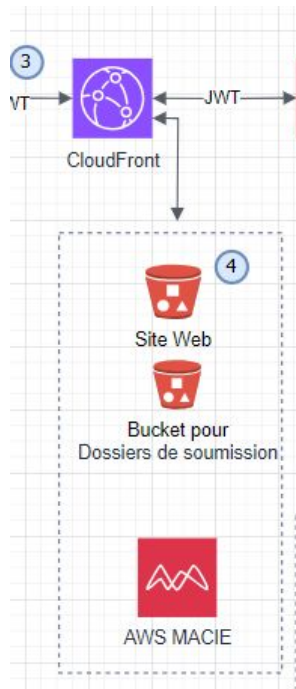 3
WT
JWT
CloudFront
4
Site Web
Bucket pour
Dossiers de soumission
AWS MACIE